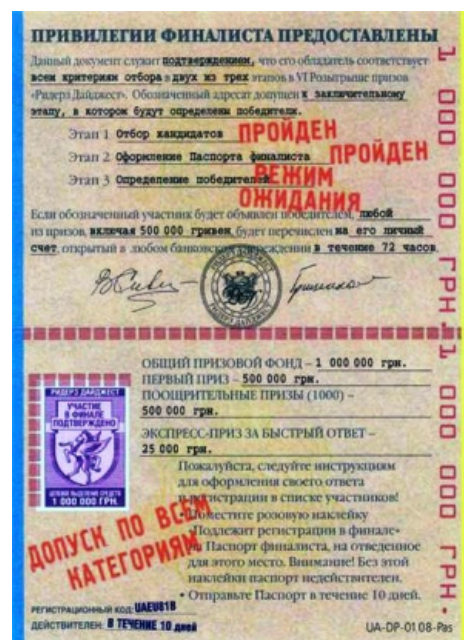 ПРИВИЛЕГИИ ФИНАЛИСТА ПРЕДОСТАВЛЕНЫ
Данный документ служит подтверждением, что его обладатель соответствует
всем критериям отбора в двух из трех этапов в VI Розыгрыше призов
«Ридерз Дайджест». Обозначенный адресат допущен к заключительному
этапу, в котором будут определены победители.
Этап 1 Отбор кандидатов ПРОЙДЕН
Этап 2 Оформление Паспорта финалиста ПРОЙДЕН
Этап 3 Определение победителей РЕЖИМ
ОЖИДАНИЯ
Если обозначенный участник будет объявлен победителем, любой
из призов, включая 500 000 гривен, будет перечислен на его личный
счет, открытый в любом банковском учреждении в течение 72 часов.
РИДЕРЗ ДАЙДЖЕСТ
1 000 000 ГРН. 1 000 000 ГРН.
ОБЩИЙ ПРИЗОВОЙ ФОНД – 1 000 000 грн.
ПЕРВЫЙ ПРИЗ – 500 000 грн.
ПООЩРИТЕЛЬНЫЕ ПРИЗЫ (1000) –
500 000 грн.
ЭКСПРЕСС-ПРИЗ ЗА БЫСТРЫЙ ОТВЕТ –
25 000 грн.
РИДЕРЗ ДАЙДЖЕСТ
УЧАСТИЕ
В ФИНАЛЕ
ПОДТВЕРЖДЕНО
ЦЕЛЕВОЕ ВЫДЕЛЕНИЕ СРЕДСТВ
1 000 000 ГРН
Пожалуйста, следуйте инструкциям
для оформления своего ответа
и регистрации в списке участников!
• Поместите розовую наклейку
«Подлежит регистрации в финале»
на Паспорт финалиста, на отведенное
для этого место. Внимание! Без этой
наклейки паспорт недействителен.
• Отправьте Паспорт в течение 10 дней.
ДОПУСК ПО ВСЕМ
КАТЕГОРИЯМ
РЕГИСТРАЦИОННЫЙ КОД: UAEU81B
ДЕЙСТВИТЕЛЕН: В ТЕЧЕНИЕ 10 дней
UA-DP-01 08-Pas